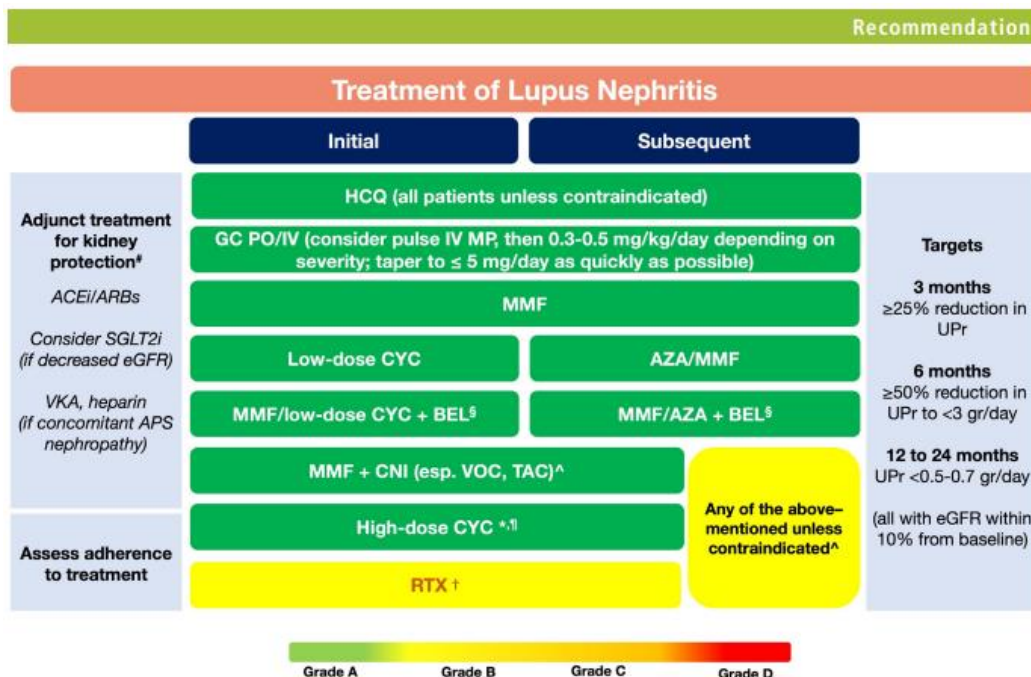 Recommendation
Treatment of Lupus Nephritis
Initial
Subsequent
Adjunct treatment
for kidney
protection#
ACEi/ARBs
Consider SGLT2i
(if decreased eGFR)
VKA, heparin
(if concomitant APS
nephropathy)
Assess adherence
to treatment
HCQ (all patients unless contraindicated)
GC PO/IV (consider pulse IV MP, then 0.3-0.5 mg/kg/day depending on
severity; taper to ≤ 5 mg/day as quickly as possible)
MMF
Low-dose CYC
AZA/MMF
MMF/low-dose CYC + BEL§
MMF/AZA + BEL§
MMF + CNI (esp. VOC, TAC)^
High-dose CYC *,¶
RTX †
Any of the above–
mentioned unless
contraindicated^
Targets
3 months
≥25% reduction in
UPr
6 months
≥50% reduction in
UPr to <3 gr/day
12 to 24 months
UPr <0.5-0.7 gr/day
(all with eGFR within
10% from baseline)
Grade A
Grade B
Grade C
Grade D